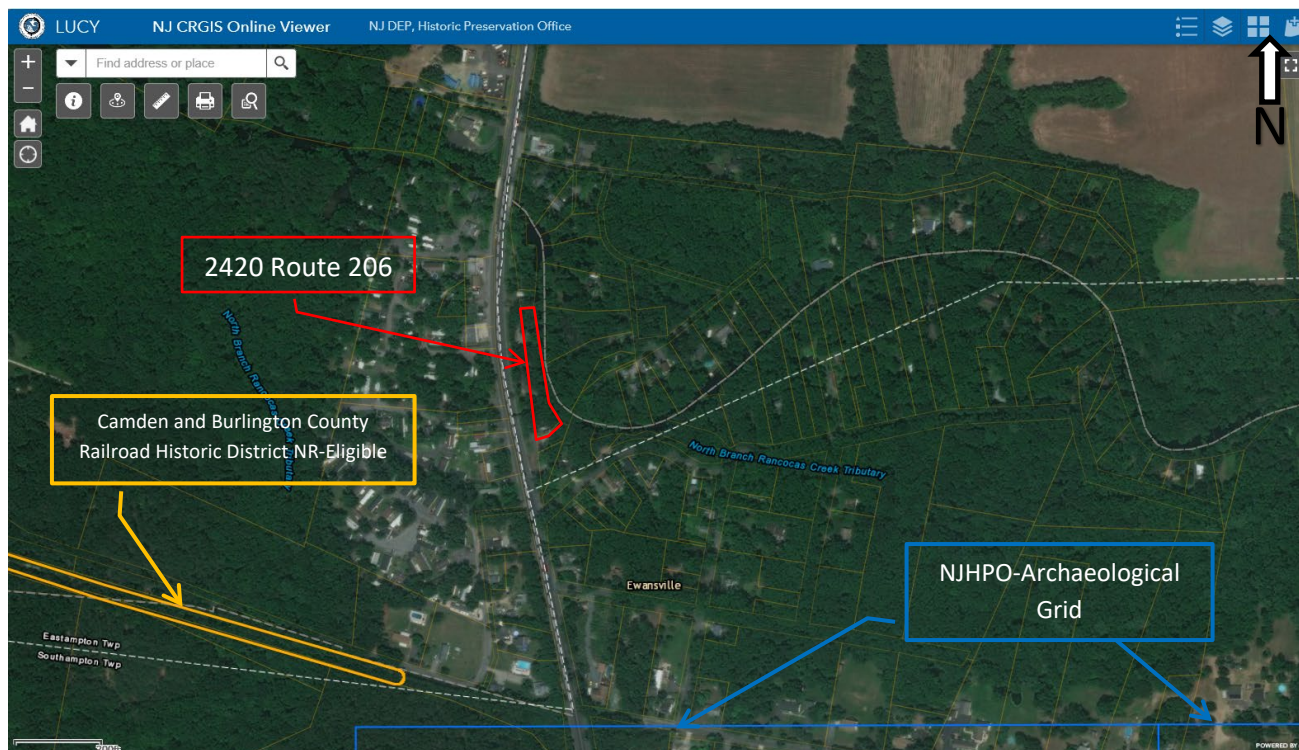 LUCY NJ CRGIS Online Viewer NJ DEP, Historic Preservation Office
Find address or place
N
2420 Route 206
North Branch Rancocas Creek Tributary
Camden and Burlington County
Railroad Historic District NR-Eligible
North Branch Rancocas Creek Tributary
NJHPO-Archaeological
Grid
Ewansville
Eastampton Twp
Southampton Twp
POWERED BY